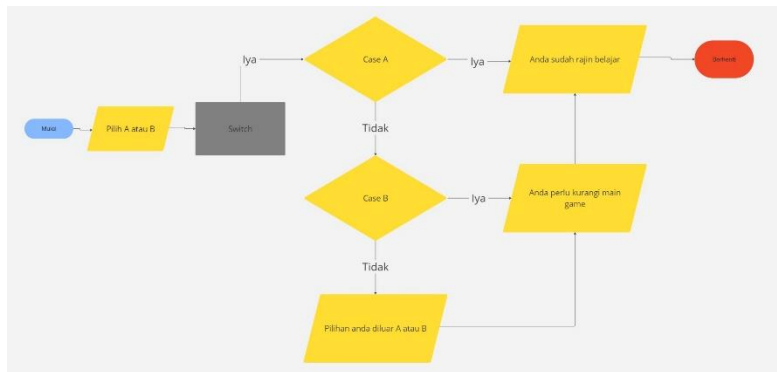 Mulai
Pilih A atau B
Switch
Iya
Case A
Iya
Anda sudah rajin belajar
Berhenti
Tidak
Case B
Iya
Anda perlu kurangi main
game
Tidak
Pilihan anda diluar A atau B